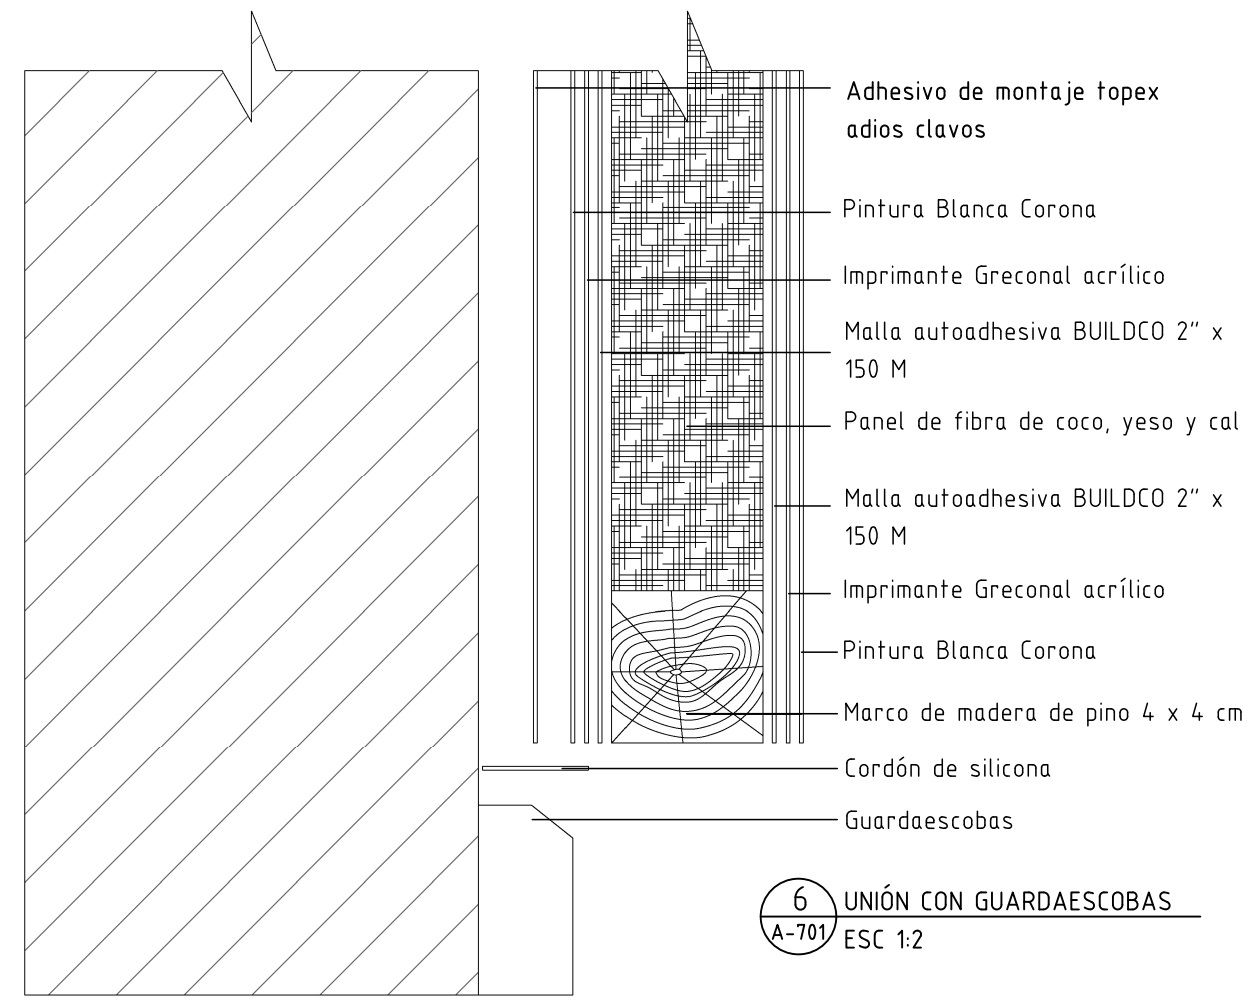 Adhesivo de montaje topex
adios clavos
Pintura Blanca Corona
Imprimante Greconal acrílico
Malla autoadhesiva BUILDCO 2" x
150 M
Panel de fibra de coco, yeso y cal
Malla autoadhesiva BUILDCO 2" x
150 M
Imprimante Greconal acrílico
Pintura Blanca Corona
Marco de madera de pino 4 x 4 cm
Cordón de silicona
Guardaescobas
6
UNIÓN CON GUARDAESCOBAS
A-701
ESC 1:2